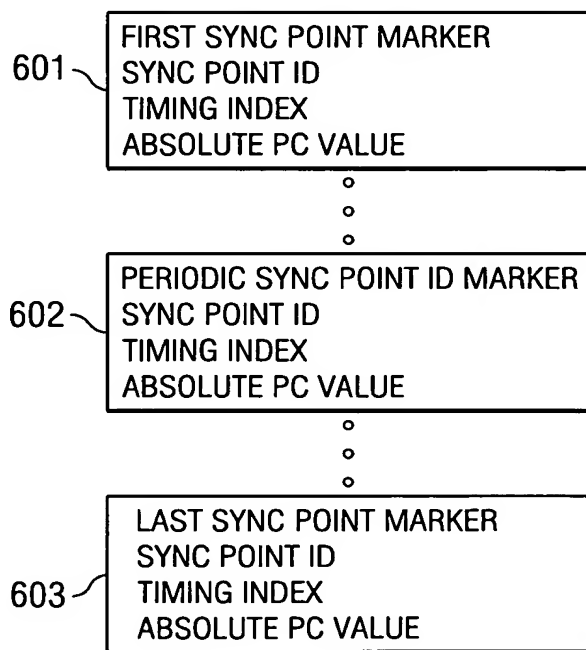 601
FIRST SYNC POINT MARKER
SYNC POINT ID
TIMING INDEX
ABSOLUTE PC VALUE
602
PERIODIC SYNC POINT ID MARKER
SYNC POINT ID
TIMING INDEX
ABSOLUTE PC VALUE
603
LAST SYNC POINT MARKER
SYNC POINT ID
TIMING INDEX
ABSOLUTE PC VALUE